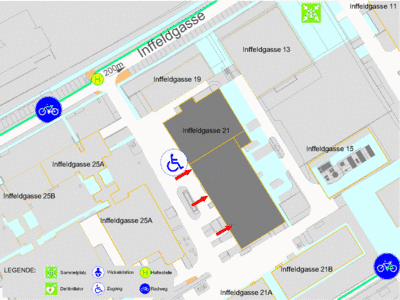 Inffeldgasse 11
Inffeldgasse
200m
H
Inffeldgasse 13
Inffeldgasse 19
Inffeldgasse 21
Inffeldgasse 15
Inffeldgasse 25A
Inffeldgasse 25B
Inffeldgasse 25A
Inffeldgasse 21B
Inffeldgasse 21A
LEGENDE:
Sammelplatz
H
Haltestelle
Defibrillator
Zugang
Radweg